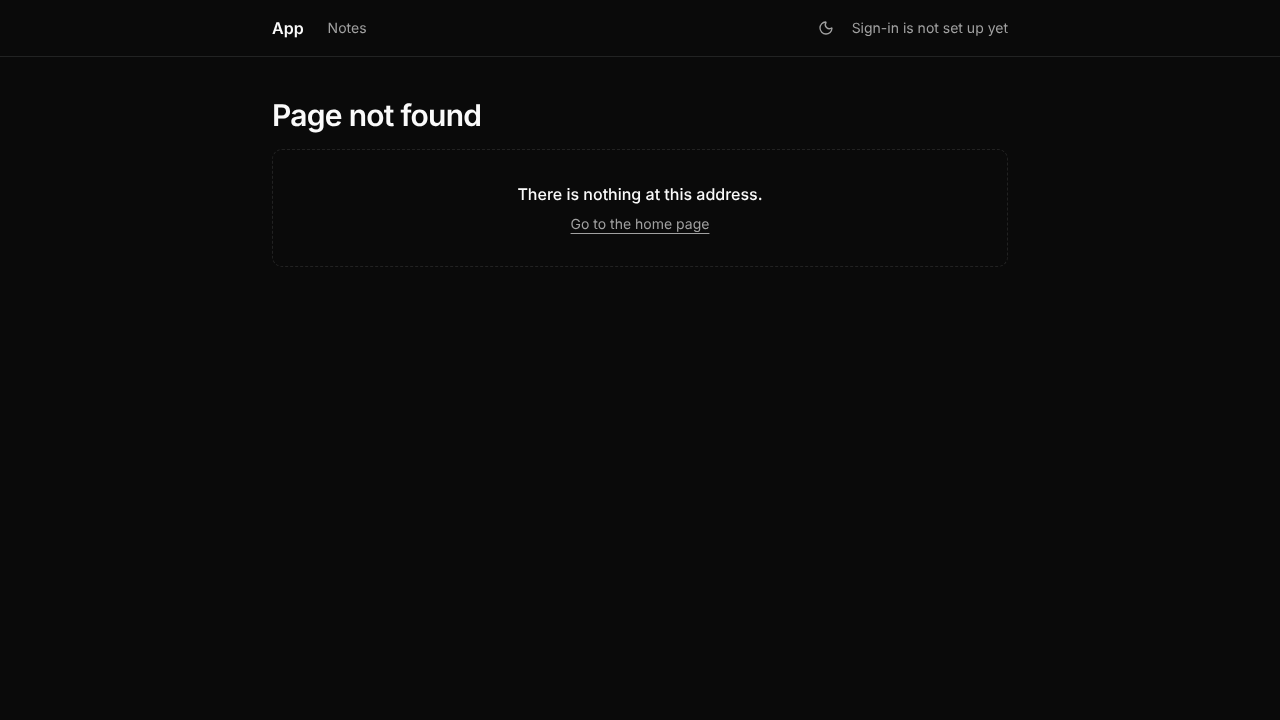 App
Notes
Sign-in is not set up yet
Page not found
There is nothing at this address.
Go to the home page